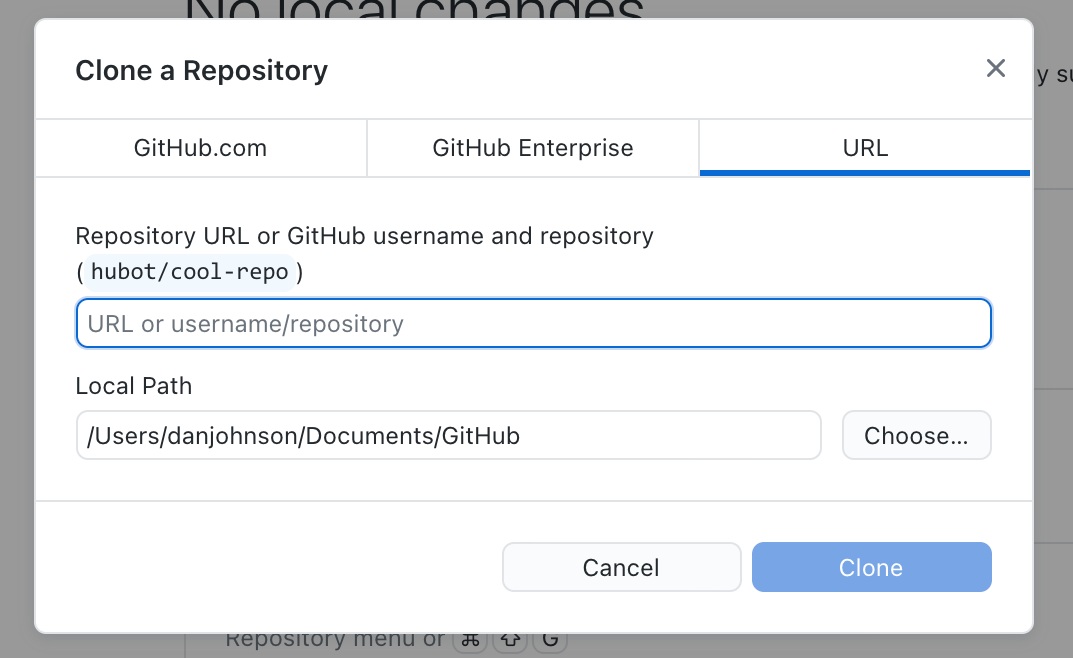 No local changes
Clone a Repository
y su
GitHub.com
GitHub Enterprise
URL
Repository URL or GitHub username and repository
(hubot/cool-repo)
URL or username/repository
Local Path
/Users/danjohnson/Documents/GitHub
Choose...
Cancel
Clone
Repository menu or ⌘ ⇧ G